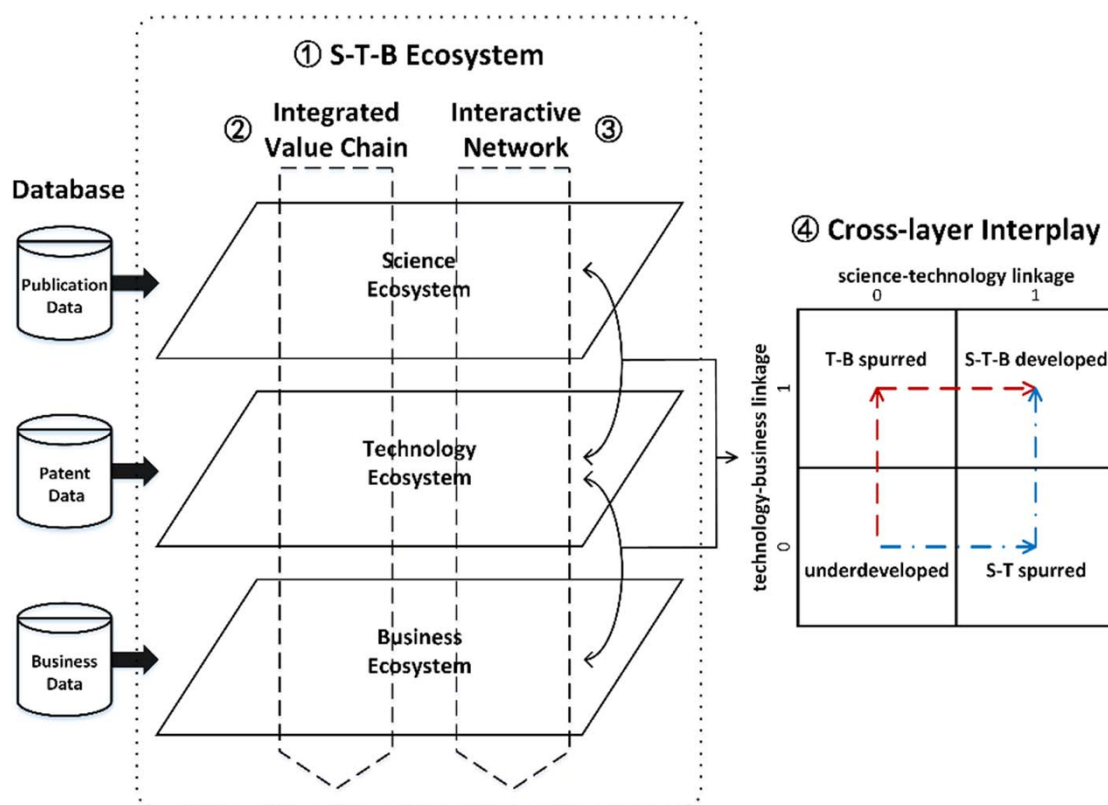 ① S-T-B Ecosystem
② Integrated Value Chain
Interactive Network ③
Database
Publication
Data
Patent
Data
Business
Data
Science
Ecosystem
Technology
Ecosystem
Business
Ecosystem
④ Cross-layer Interplay
science-technology linkage
0 1
technology-business linkage
1
0
T-B spurred
S-T-B developed
underdeveloped
S-T spurred